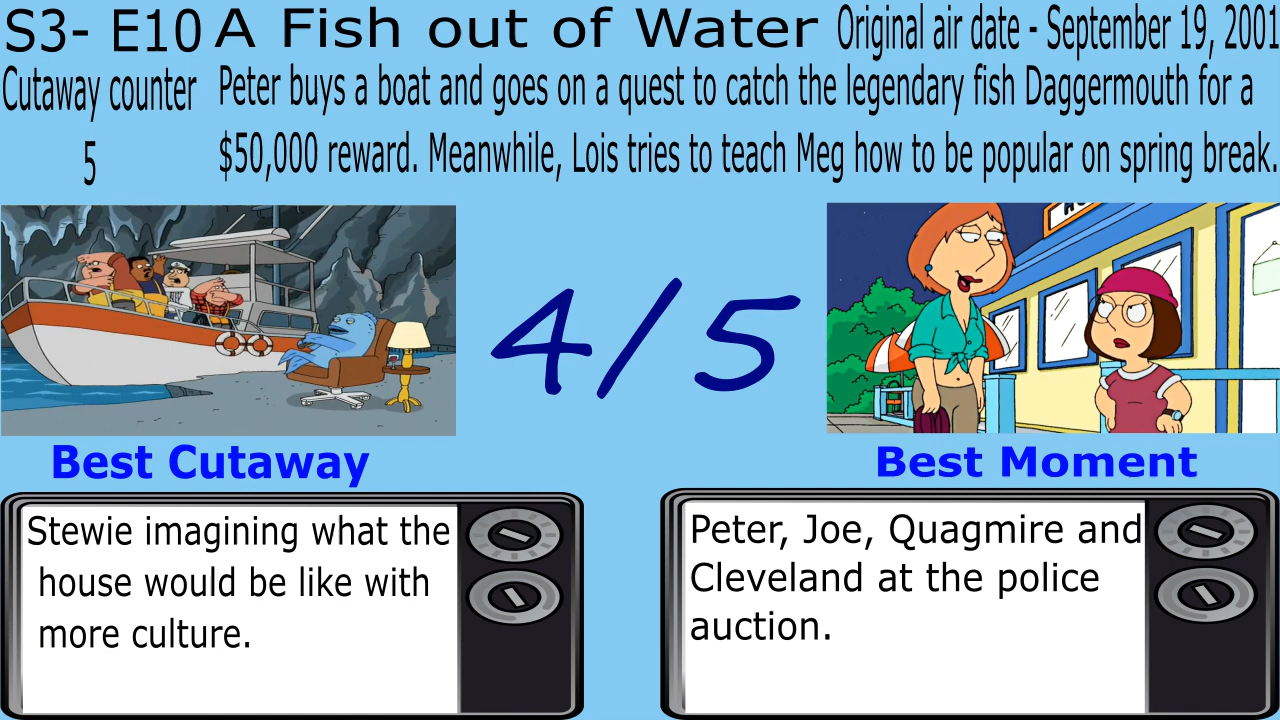 S3- E10 A Fish out of Water Original air date - September 19, 2001
Cutaway counter
5
Peter buys a boat and goes on a quest to catch the legendary fish Daggermouth for a
$50,000 reward. Meanwhile, Lois tries to teach Meg how to be popular on spring break.
4/5
Best Cutaway
Stewie imagining what the
house would be like with
more culture.
Best Moment
Peter, Joe, Quagmire and
Cleveland at the police
auction.